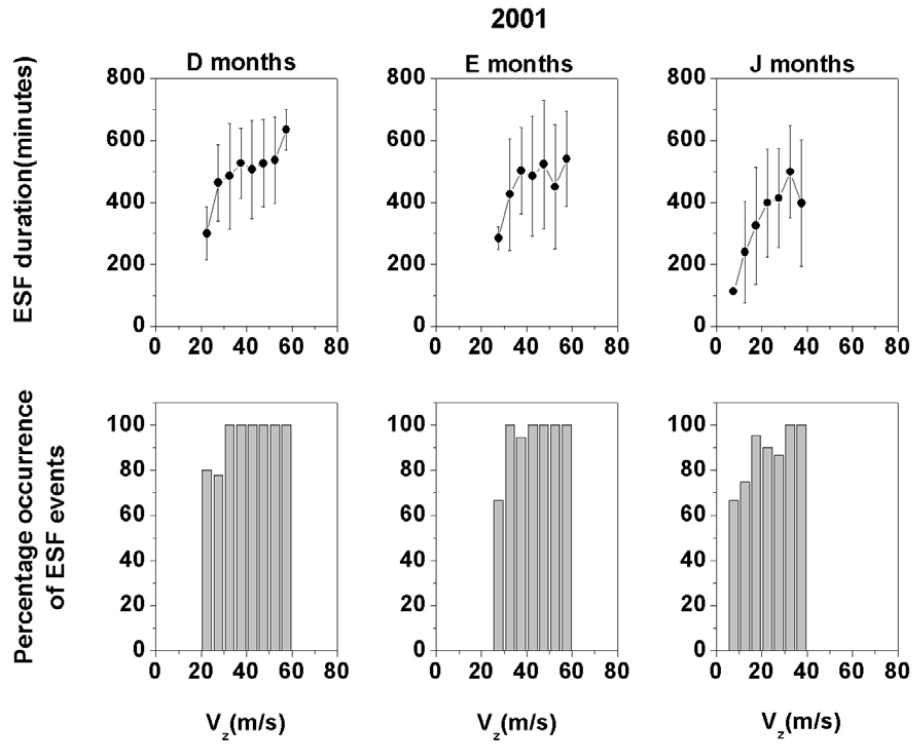 2001
D months
E months
J months
ESF duration(minutes)
800
600
400
200
0
0 20 40 60 80
800
600
400
200
0
0 20 40 60 80
800
600
400
200
0
0 20 40 60 80
Percentage occurrence
of ESF events
100
80
60
40
20
0
0 20 40 60 80
100
80
60
40
20
0
0 20 40 60 80
100
80
60
40
20
0
0 20 40 60 80
Vz(m/s)
Vz(m/s)
Vz(m/s)